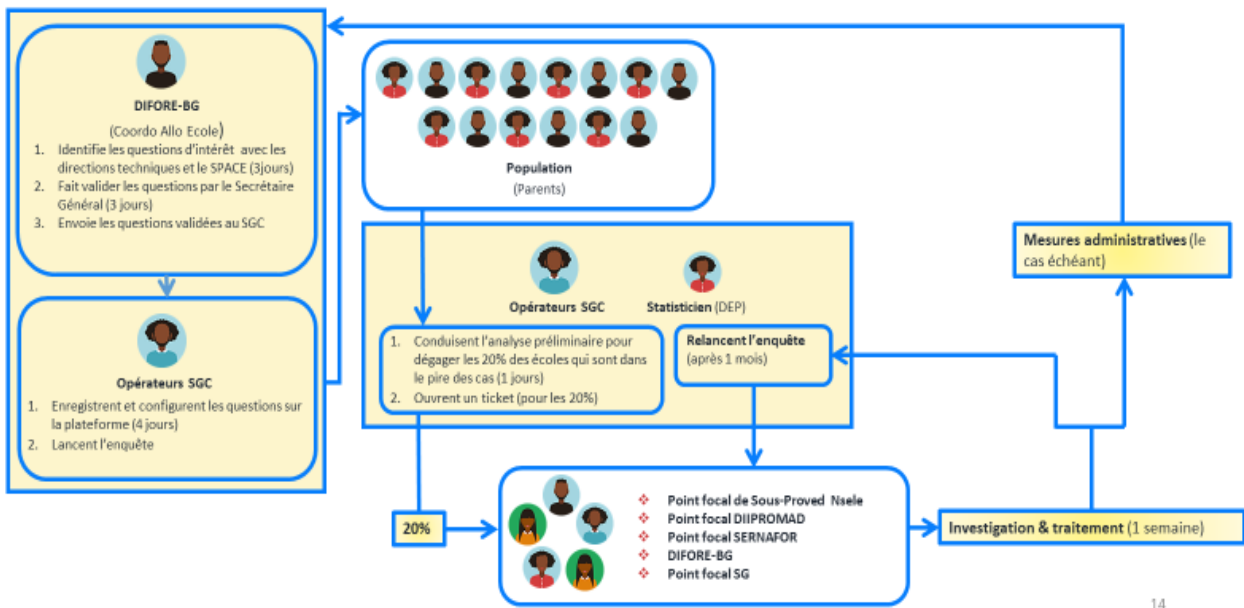 DIFORE-BG
(Coordo Allo Ecole)
1. Identifie les questions d'intérêt avec les
directions techniques et le SPACE (3jours)
2. Fait valider les questions par le Secrétaire
Général (3 jours)
3. Envoie les questions validées au SGC
Opérateurs SGC
1. Enregistrent et configurent les questions sur
la plateforme (4 jours)
2. Lancent l'enquête
Population
(Parents)
Opérateurs SGC
Statisticien (DEP)
1. Conduisent l'analyse préliminaire pour
dégager les 20% des écoles qui sont dans
le pire des cas (1 jours)
2. Ouvrent un ticket (pour les 20%)
Relancent l'enquête
(après 1 mois)
Mesures administratives (le
cas échéant)
20%
❖ Point focal de Sous-Proved Nsele
❖ Point focal DIIPROMAD
❖ Point focal SERNAFOR
❖ DIFORE-BG
❖ Point focal SG
Investigation & traitement (1 semaine)
14